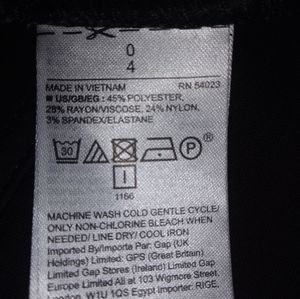 0
4
MADE IN VIETNAM RN 54023
US/GB/EG: 45% POLYESTER,
28% RAYON/VISCOSE, 24% NYLON,
3% SPANDEX/ELASTANE
30 P ®
I
1166
MACHINE WASH COLD GENTLE CYCLE/
ONLY NON-CHLORINE BLEACH WHEN
NEEDED/ LINE DRY/ COOL IRON
Imported By/Importe Par: Gap (UK
Holdings) Limited: GPS (Great Britain)
Limited Gap Stores (Ireland) Limited Gap
Europe Limited All at 103 Wigmore Street,
London, W1U 1QS Egypt Importer: RIGE,